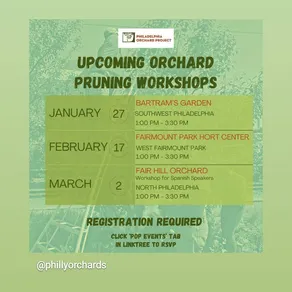 PHILADELPHIA
ORCHARD PROJECT
UPCOMING ORCHARD
PRUNING WORKSHOPS
JANUARY 27
BARTRAM'S GARDEN
SOUTHWEST PHILADELPHIA
1:00 PM - 3:30 PM
FEBRUARY 17
FAIRMOUNT PARK HORT CENTER
WEST FAIRMOUNT PARK
1:00 PM - 3:30 PM
MARCH 2
FAIR HILL ORCHARD
Workshop for Spanish Speakers
NORTH PHILADELPHIA
1:00 PM - 3:30 PM
REGISTRATION REQUIRED
CLICK 'POP EVENTS' TAB
IN LINKTREE TO RSVP
@phillyorchards